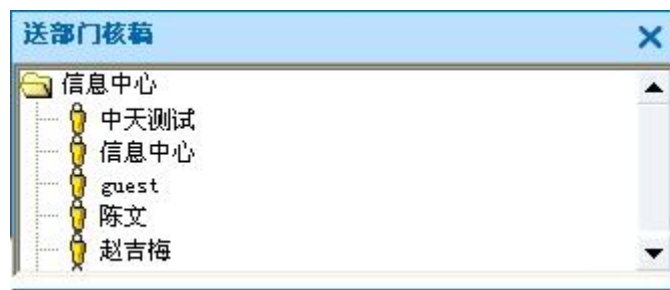 送部门核稿
信息中心
中天测试
信息中心
guest
陈文
赵吉梅